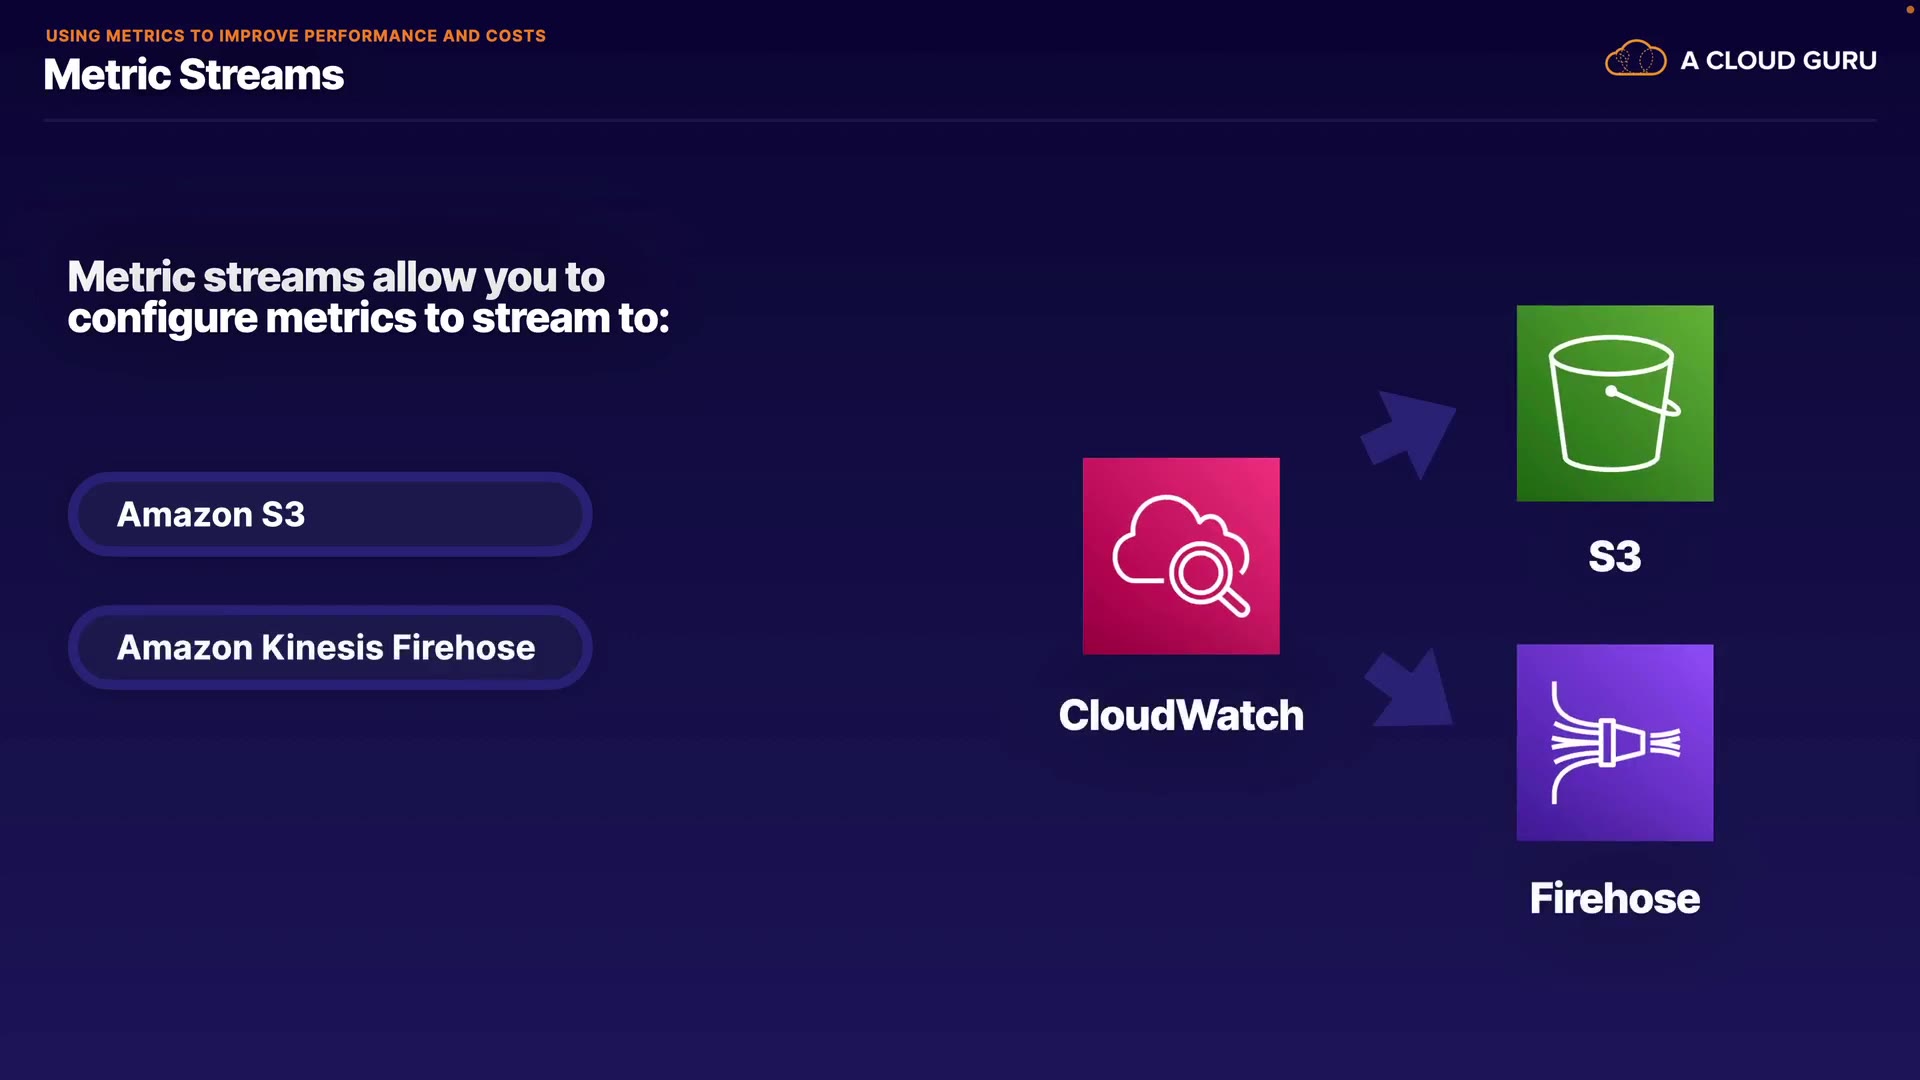 USING METRICS TO IMPROVE PERFORMANCE AND COSTS
Metric Streams
A CLOUD GURU
Metric streams allow you to
configure metrics to stream to:
Amazon S3
Amazon Kinesis Firehose
CloudWatch
S3
Firehose